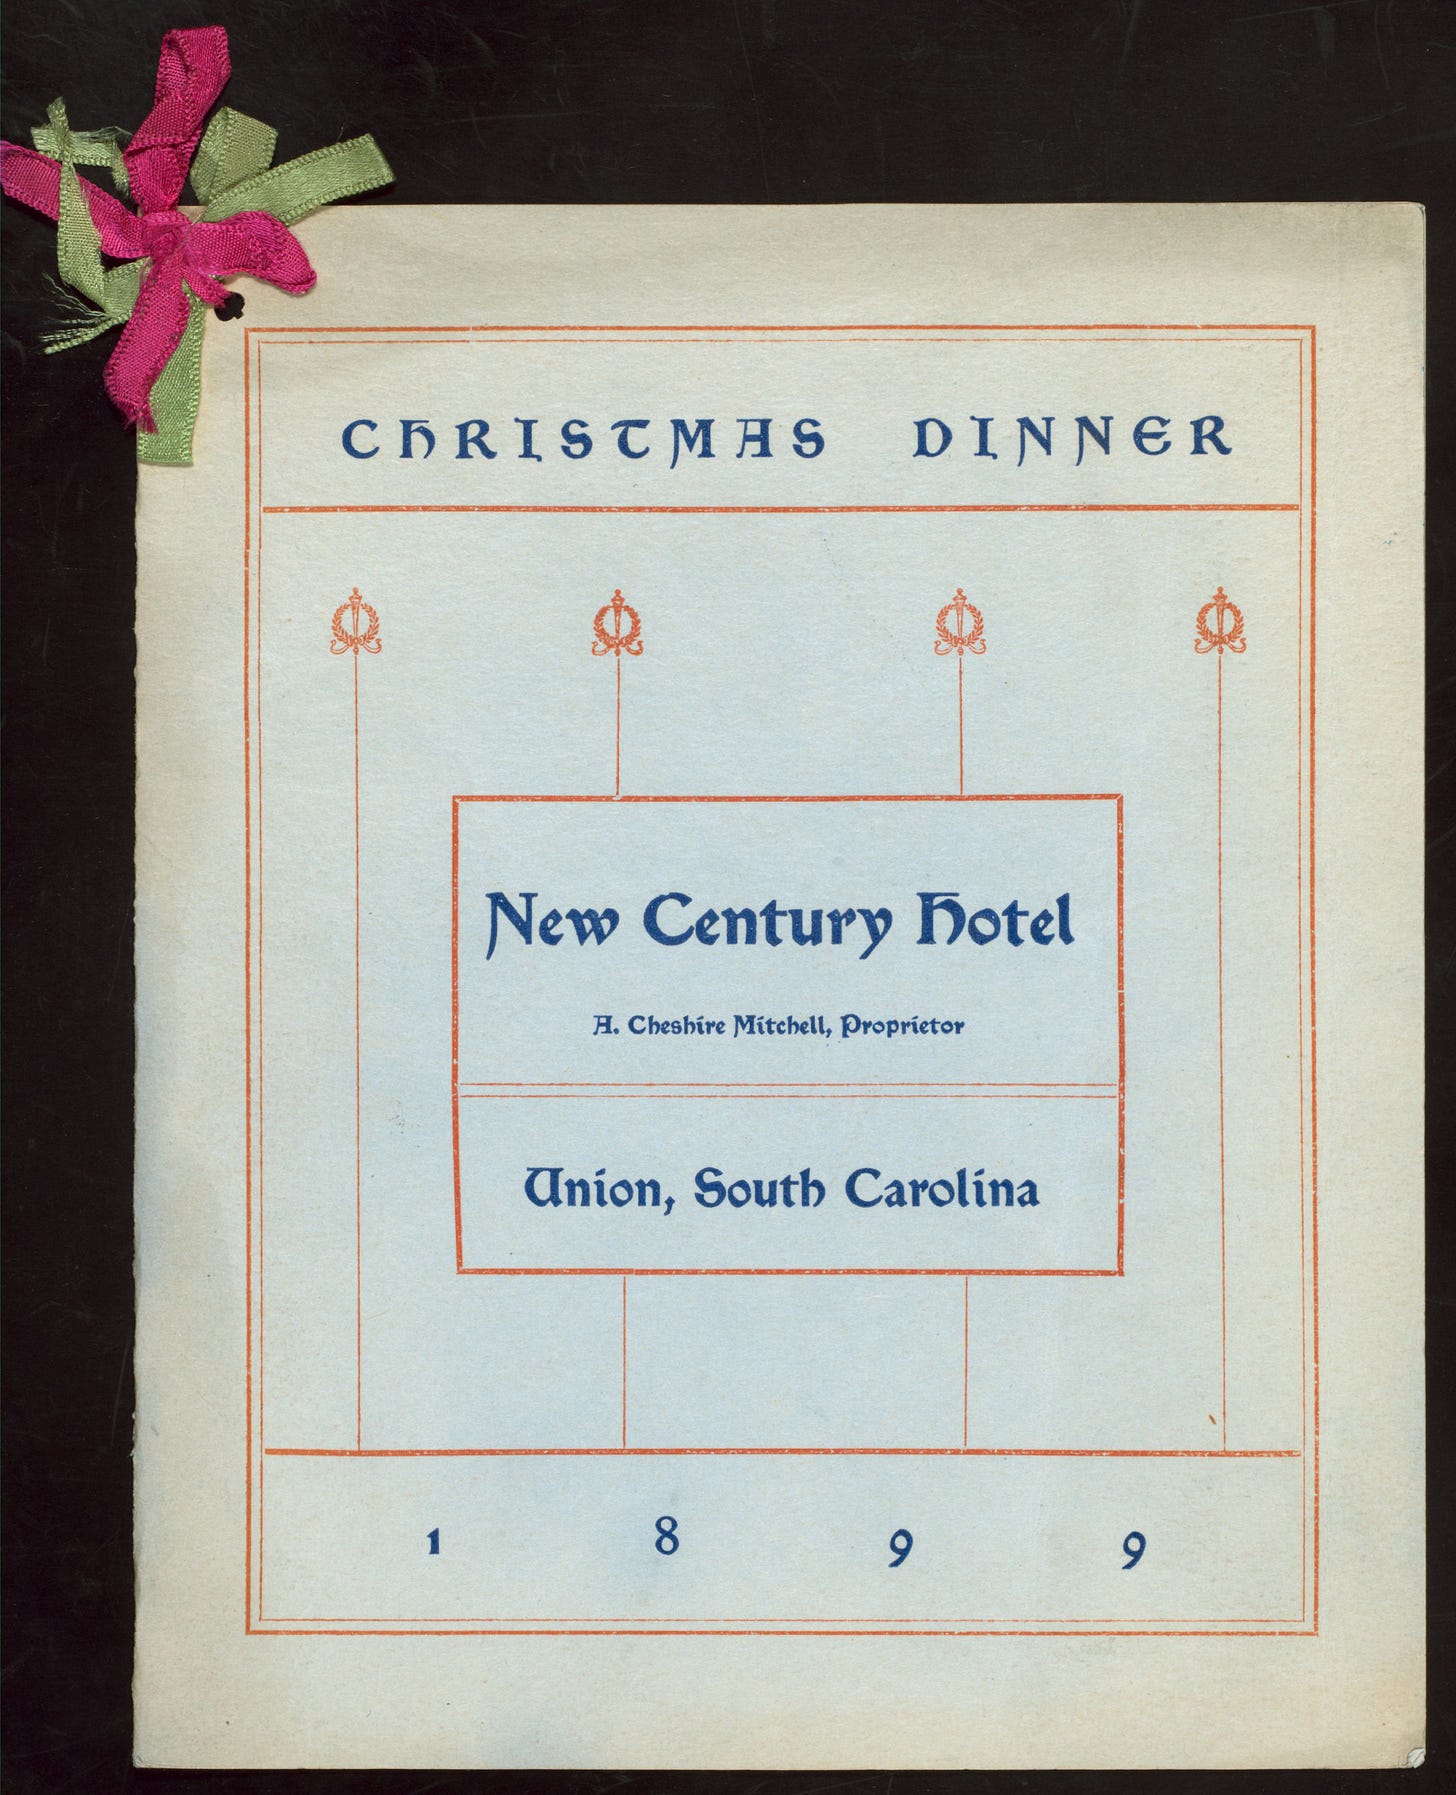 CHRISTMAS DINNER
New Century Hotel
A. Cheshire Mitchell, Proprietor
Union, South Carolina
1 8 9 9